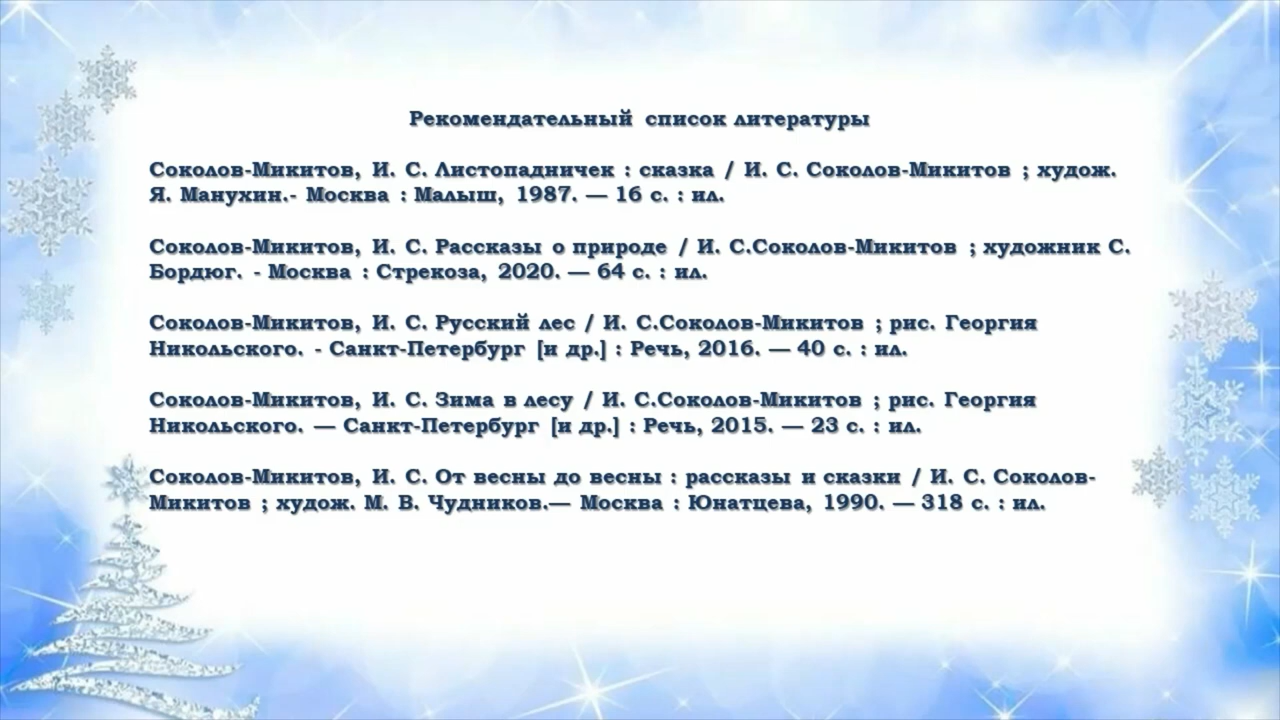 Рекомендательный список литературы
Соколов-Микитов, И. С. Листопадничек : сказка / И. С. Соколов-Микитов ; худож.
Я. Манухин.- Москва : Малыш, 1987. — 16 с. : ил.
Соколов-Микитов, И. С. Рассказы о природе / И. С.Соколов-Микитов ; художник С.
Бордюг. - Москва : Стрекоза, 2020. — 64 с. : ил.
Соколов-Микитов, И. С. Русский лес / И. С.Соколов-Микитов ; рис. Георгия
Никольского. - Санкт-Петербург [и др.] : Речь, 2016. — 40 с. : ил.
Соколов-Микитов, И. С. Зима в лесу / И. С.Соколов-Микитов ; рис. Георгия
Никольского. — Санкт-Петербург [и др.] : Речь, 2015. — 23 с. : ил.
Соколов-Микитов, И. С. От весны до весны : рассказы и сказки / И. С. Соколов-
Микитов ; худож. М. В. Чудников.— Москва : Юнатцева, 1990. — 318 с. : ил.